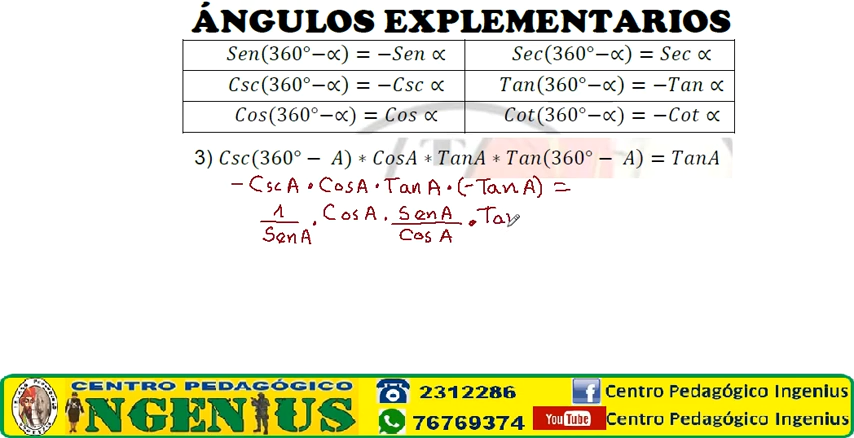 ÁNGULOS EXPLEMENTARIOS
Sen(360°−∝) = −Sen ∝ Sec(360°−∝) = Sec ∝
Csc(360°−∝) = −Csc ∝ Tan(360°−∝) = −Tan ∝
Cos(360°−∝) = Cos ∝ Cot(360°−∝) = −Cot ∝
3) Csc(360° − A) * CosA * TanA * Tan(360° − A) = TanA
−CscA · CosA · TanA · (−TanA) =
1/SenA · CosA · SenA/CosA · Tan
CENTRO PEDAGÓGICO
INGENIUS
2312286
76769374
Centro Pedagógico Ingenius
YouTube Centro Pedagógico Ingenius